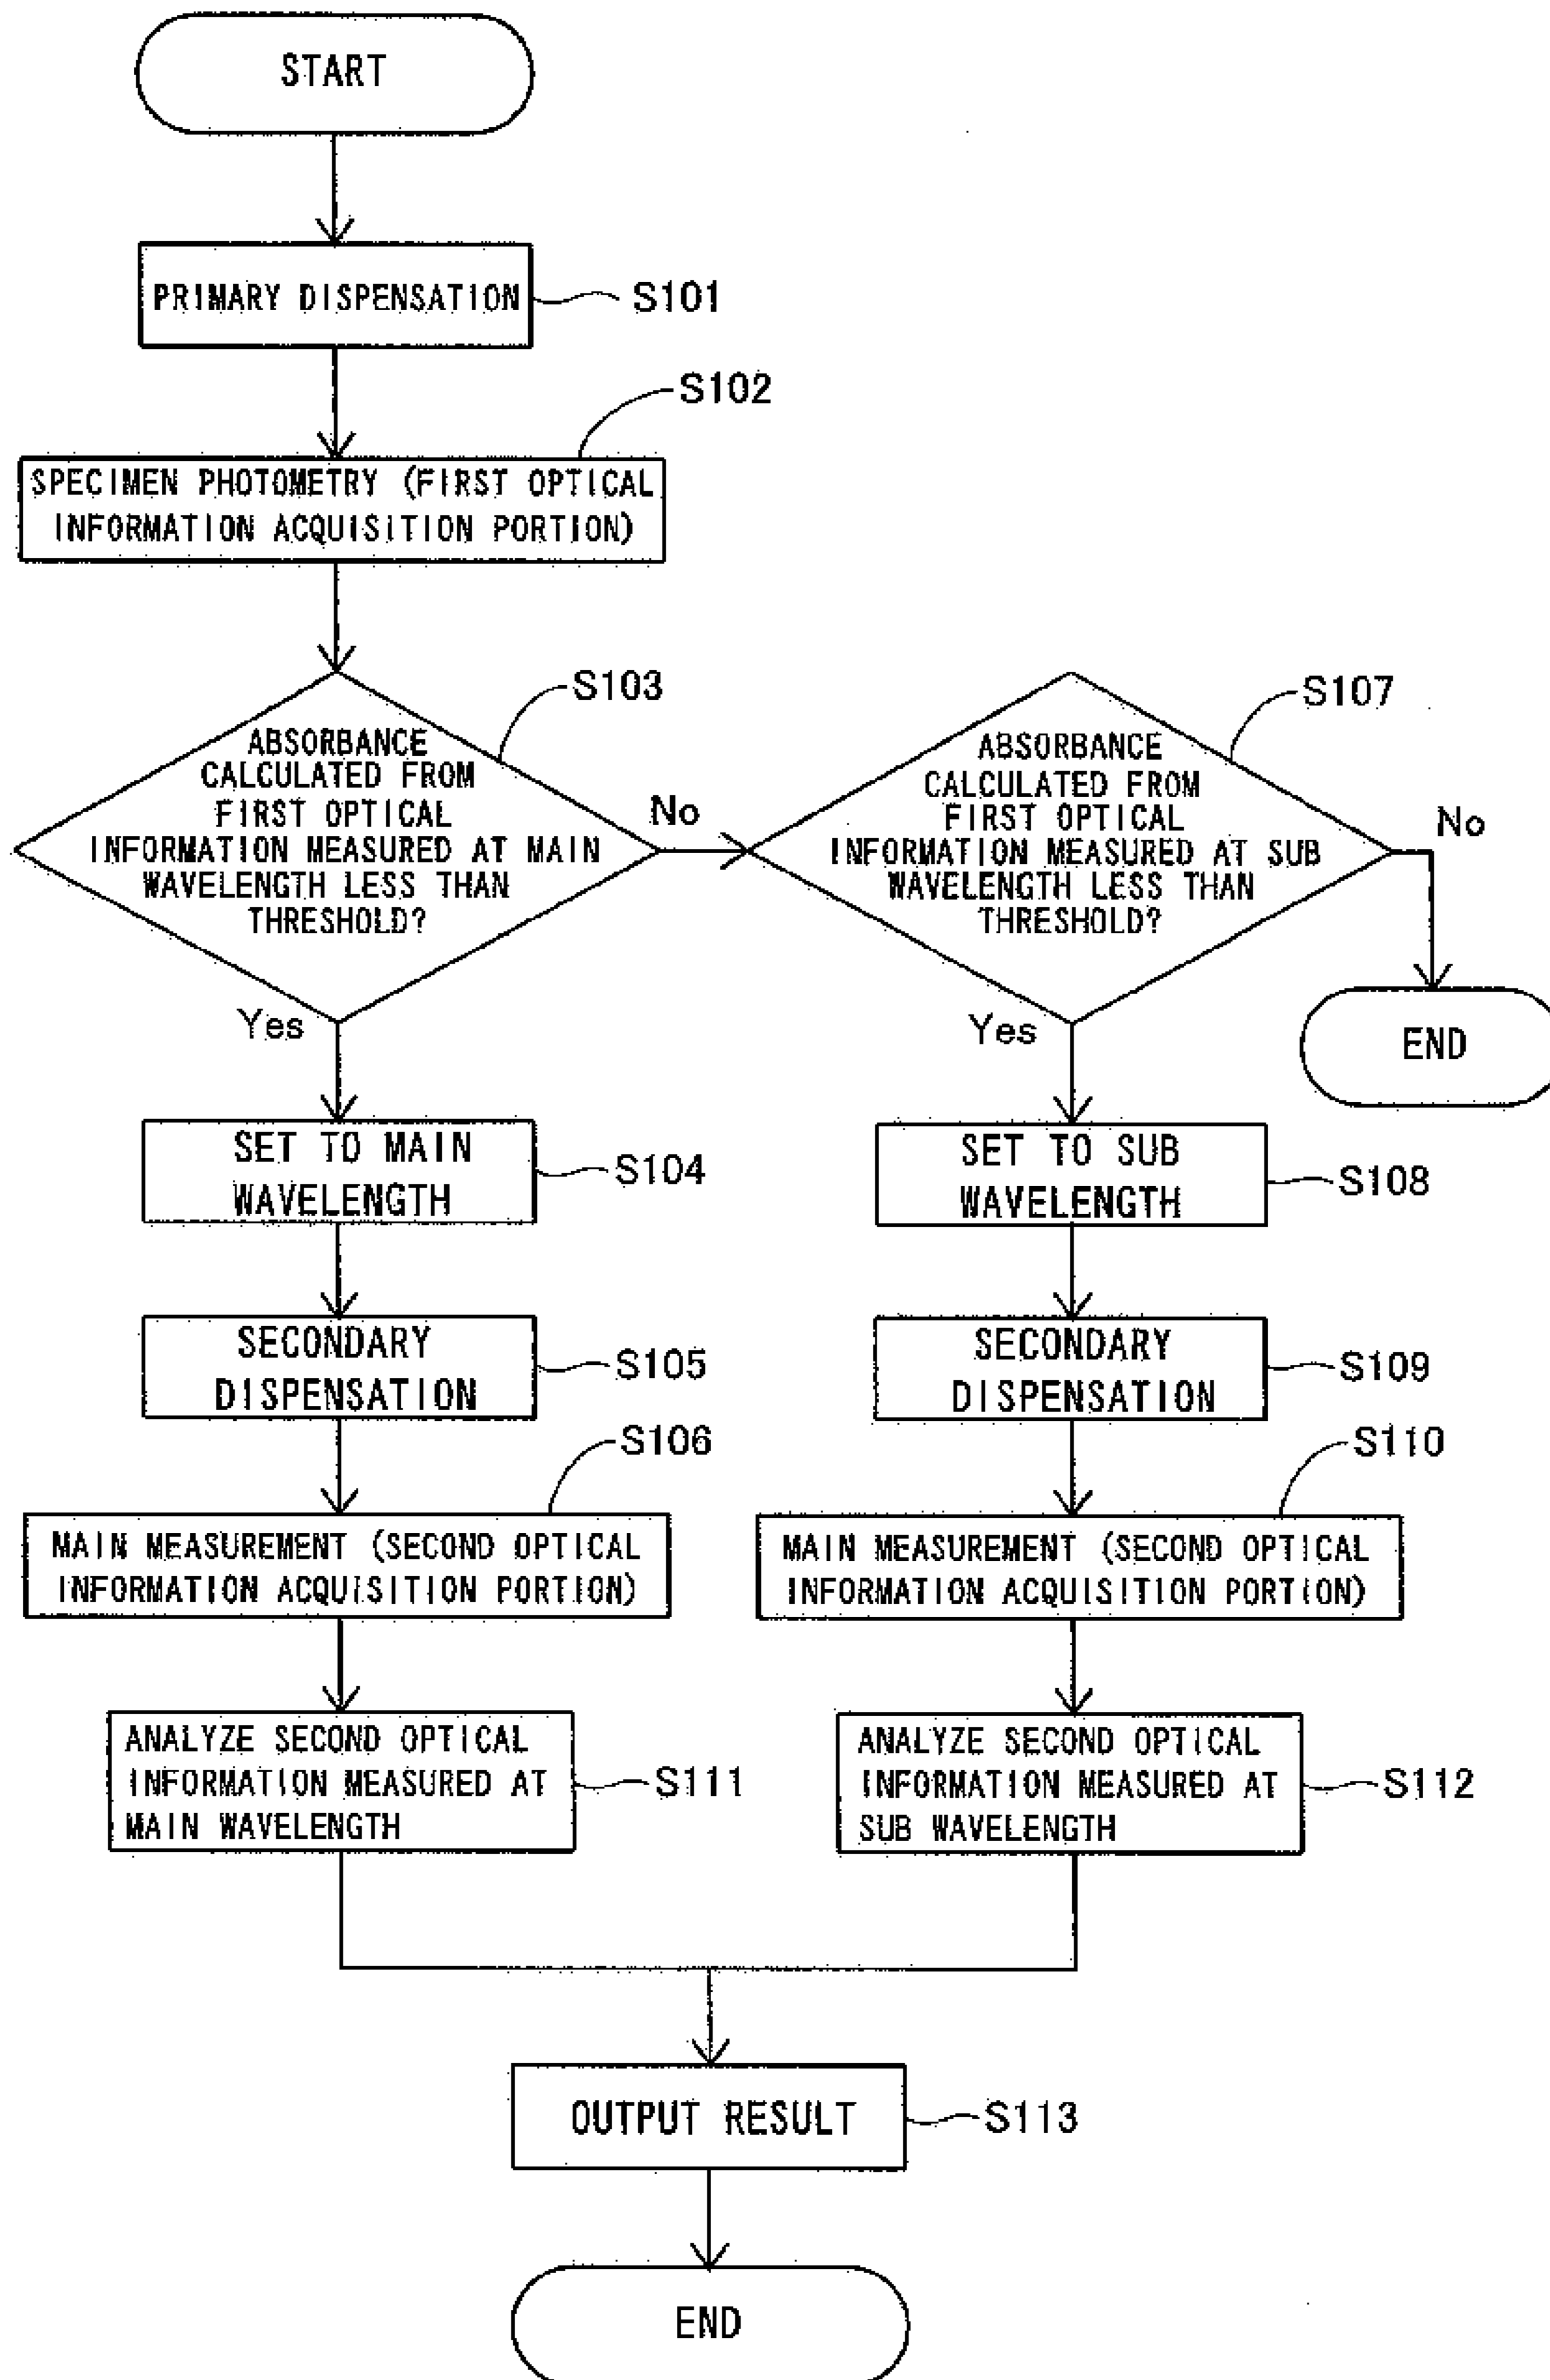 START
PRIMARY DISPENSATION
S101
S102
SPECIMEN PHOTOMETRY (FIRST OPTICAL
INFORMATION ACQUISITION PORTION)
S103
ABSORBANCE
CALCULATED FROM
FIRST OPTICAL
INFORMATION MEASURED AT MAIN
WAVELENGTH LESS THAN
THRESHOLD?
No
Yes
S107
ABSORBANCE
CALCULATED FROM
FIRST OPTICAL
INFORMATION MEASURED AT SUB
WAVELENGTH LESS THAN
THRESHOLD?
No
Yes
END
SET TO MAIN
WAVELENGTH
S104
SET TO SUB
WAVELENGTH
S108
SECONDARY
DISPENSATION
S105
SECONDARY
DISPENSATION
S109
S106
MAIN MEASUREMENT (SECOND OPTICAL
INFORMATION ACQUISITION PORTION)
S110
MAIN MEASUREMENT (SECOND OPTICAL
INFORMATION ACQUISITION PORTION)
ANALYZE SECOND OPTICAL
INFORMATION MEASURED AT
MAIN WAVELENGTH
S111
ANALYZE SECOND OPTICAL
INFORMATION MEASURED AT
SUB WAVELENGTH
S112
OUTPUT RESULT
S113
END